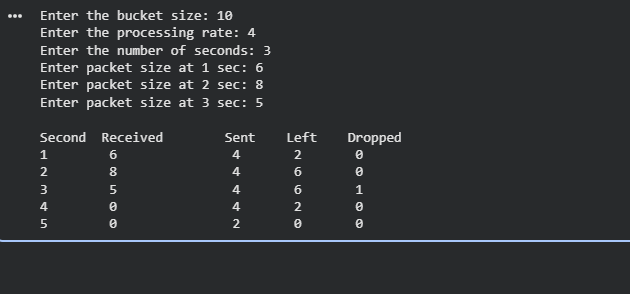 Enter the bucket size: 10
Enter the processing rate: 4
Enter the number of seconds: 3
Enter packet size at 1 sec: 6
Enter packet size at 2 sec: 8
Enter packet size at 3 sec: 5
Second Received Sent Left Dropped
1 6 4 2 0
2 8 4 6 0
3 5 4 6 1
4 0 4 2 0
5 0 2 0 0